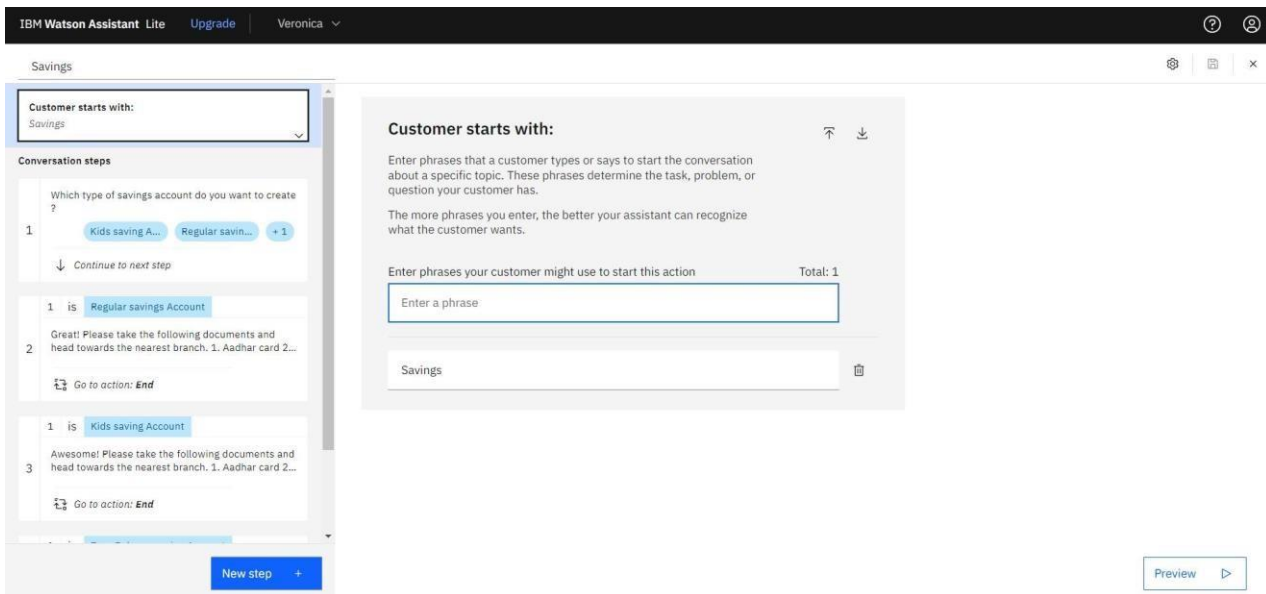 IBM Watson Assistant Lite Upgrade Veronica
Savings
Customer starts with:
Savings
Conversation steps
1
Which type of savings account do you want to create
?
Kids saving A... Regular savin... + 1
Continue to next step
2
1 is Regular savings Account
Great! Please take the following documents and
head towards the nearest branch. 1. Aadhar card 2...
Go to action: End
3
1 is Kids saving Account
Awesome! Please take the following documents and
head towards the nearest branch. 1. Aadhar card 2...
Go to action: End
New step +
Customer starts with:
Enter phrases that a customer types or says to start the conversation
about a specific topic. These phrases determine the task, problem, or
question your customer has.
The more phrases you enter, the better your assistant can recognize
what the customer wants.
Enter phrases your customer might use to start this action Total: 1
Enter a phrase
Savings
Preview